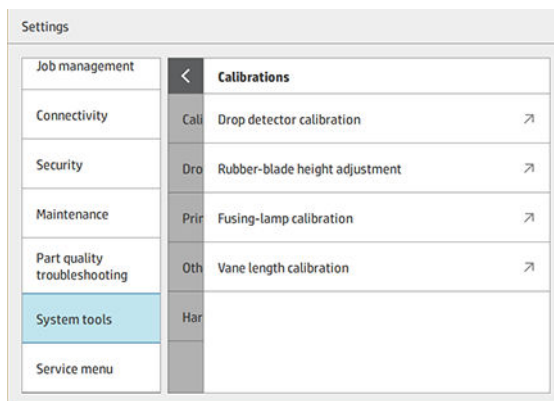 Settings
Job management
Connectivity
Security
Maintenance
Part quality
troubleshooting
System tools
Service menu
Calibrations
Cali
Drop detector calibration
Dro
Rubber-blade height adjustment
Prin
Fusing-lamp calibration
Oth
Vane length calibration
Har